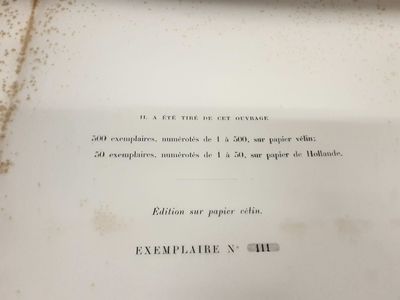 IL A ÉTÉ TIRÉ DE CET OUVRAGE
500 exemplaires, numérotés de 1 à 500, sur papier vélin;
50 exemplaires, numérotés de 1 à 50, sur papier de Hollande.
Édition sur papier vélin.
EXEMPLAIRE N° 111